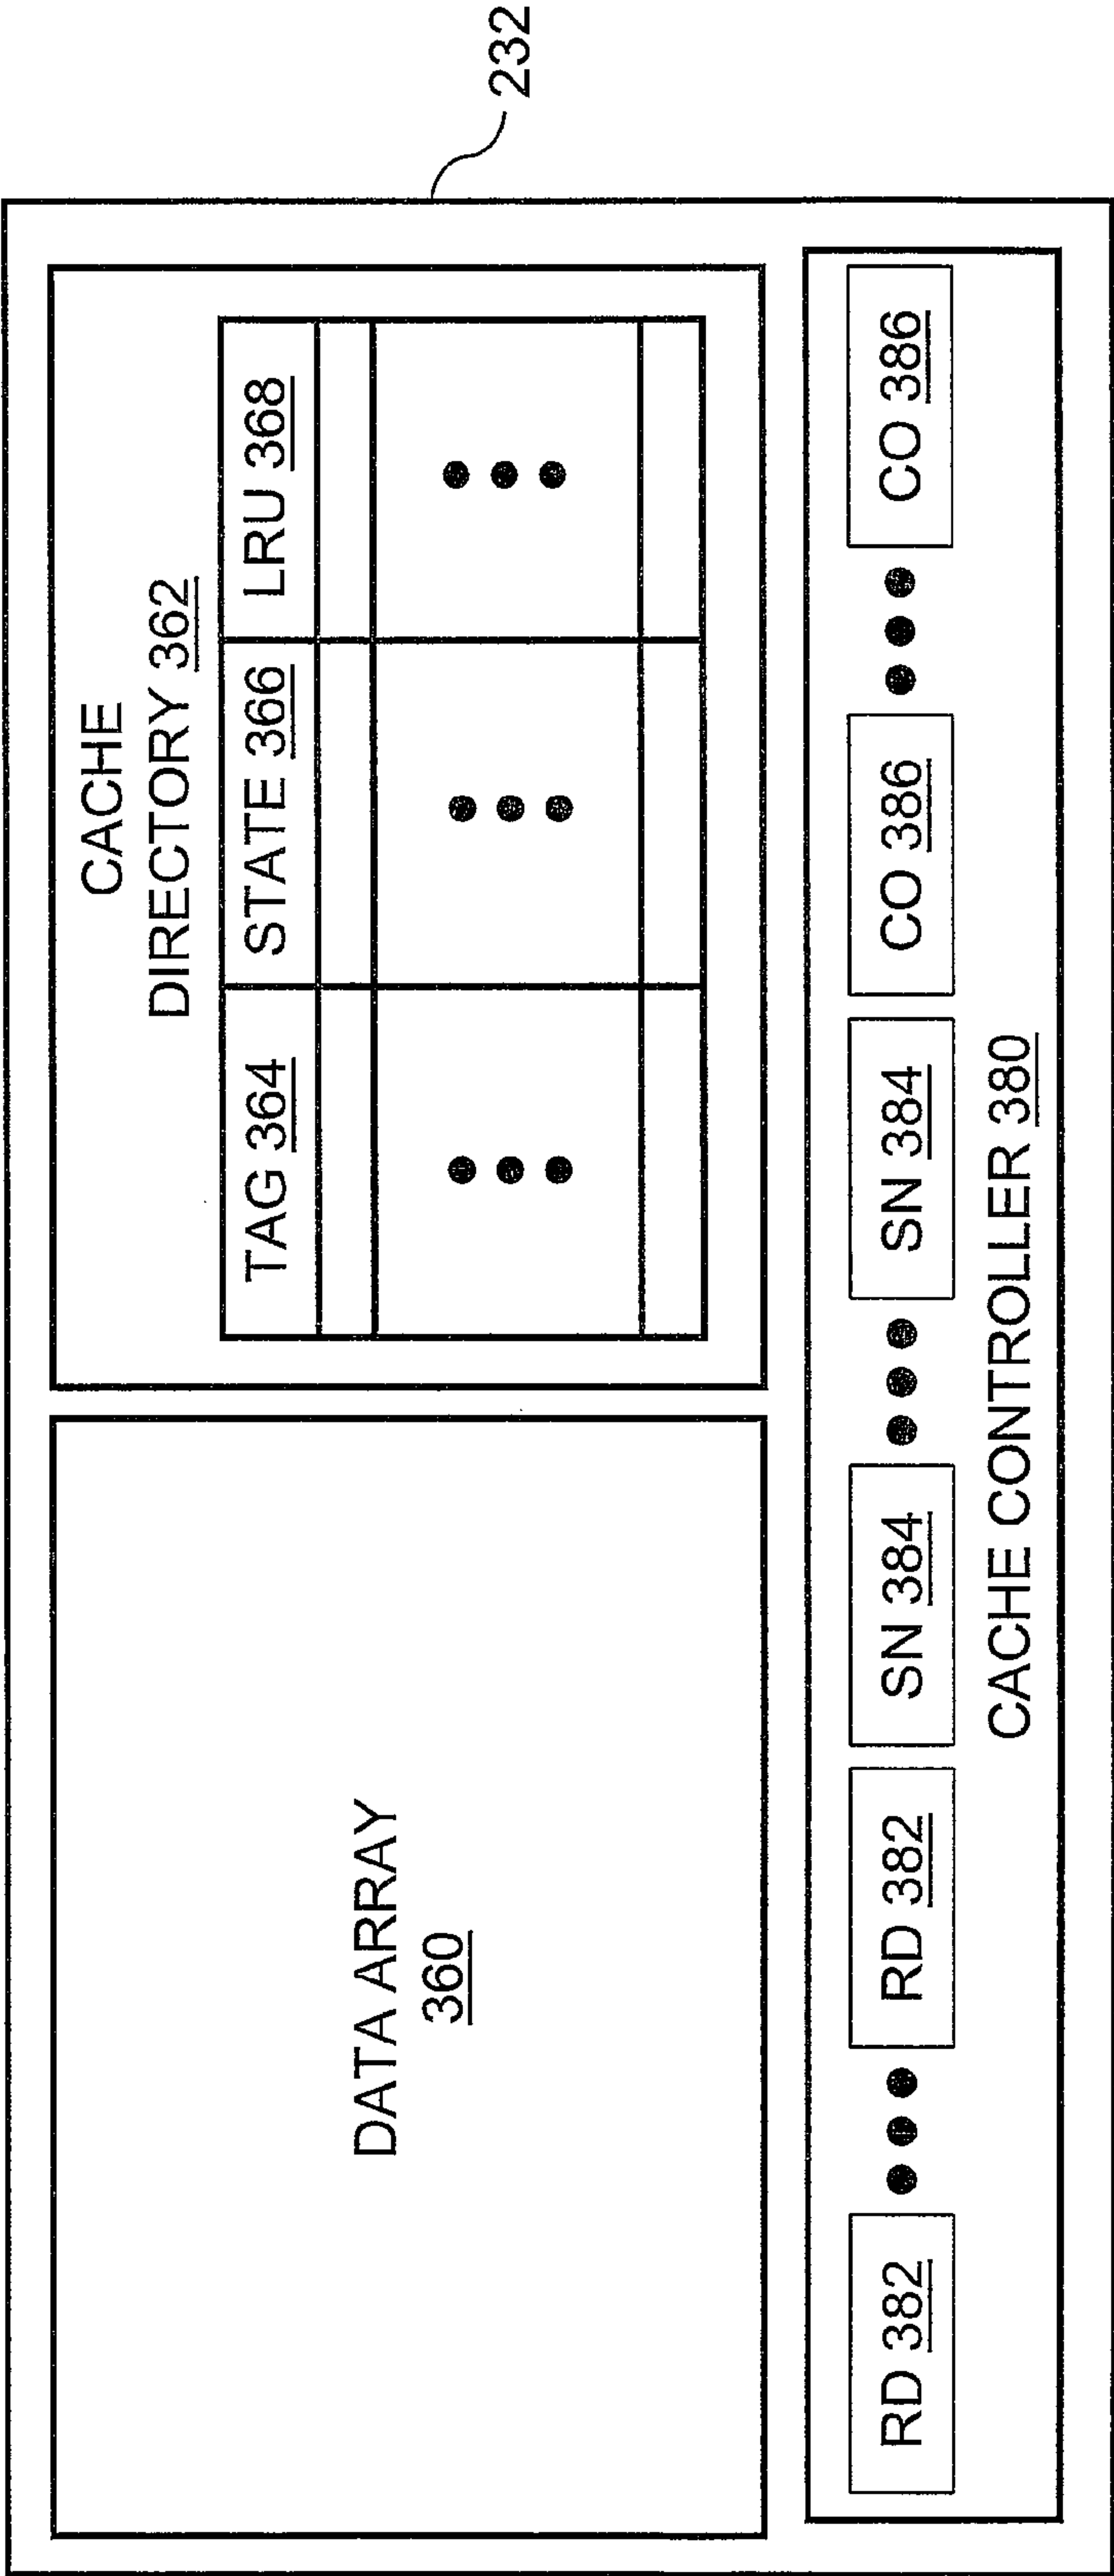 232
CACHE
DIRECTORY 362
TAG 364
STATE 366
LRU 368
DATA ARRAY
360
RD 382
RD 382
SN 384
SN 384
CO 386
CO 386
CACHE CONTROLLER 380